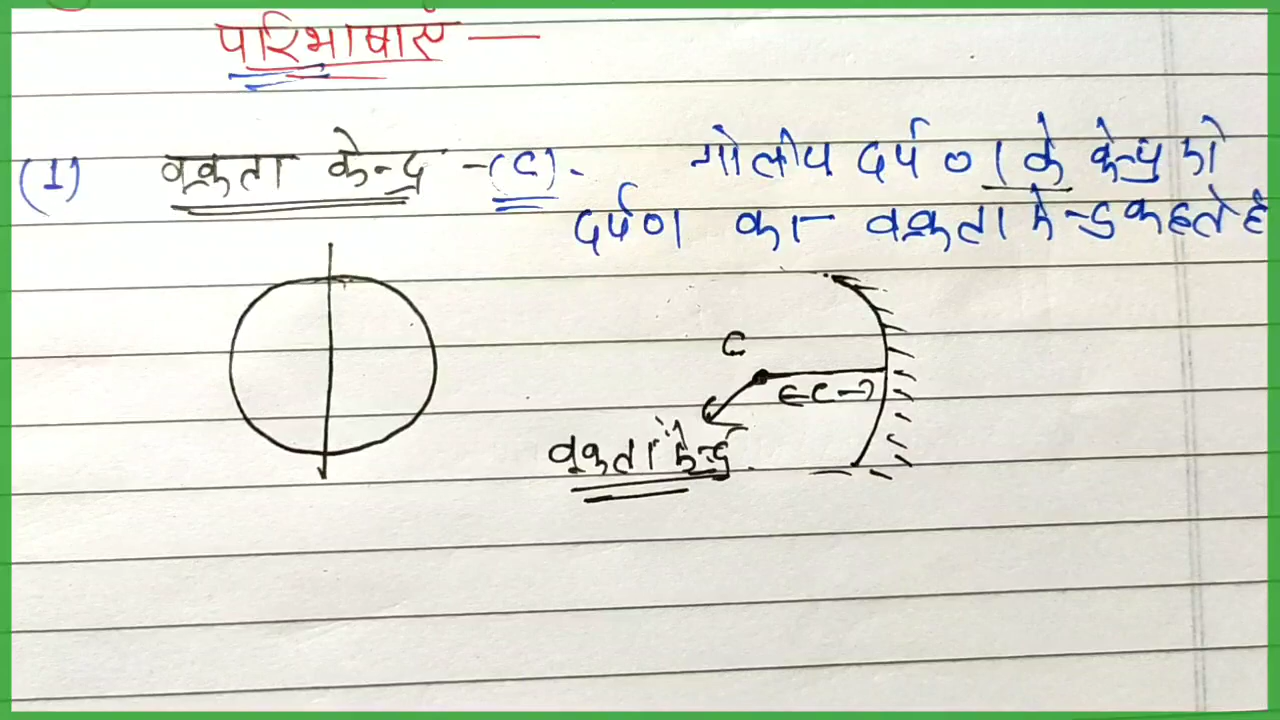 परिभाषाएं —
(1) वक्रता केन्द्र -(C). गोलीय दर्पण के केन्द्र को
दर्पण का वक्रता केन्द्र कहते है
C
←C→
वक्रता केन्द्र.